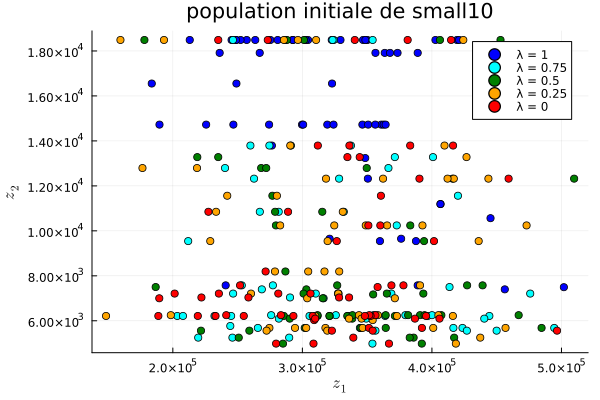 population initiale de small10
1.80×10⁴
1.60×10⁴
1.40×10⁴
1.20×10⁴
1.00×10⁴
8.00×10³
6.00×10³
z₂
λ = 1
λ = 0.75
λ = 0.5
λ = 0.25
λ = 0
2.0×10⁵ 3.0×10⁵ 4.0×10⁵ 5.0×10⁵
z₁